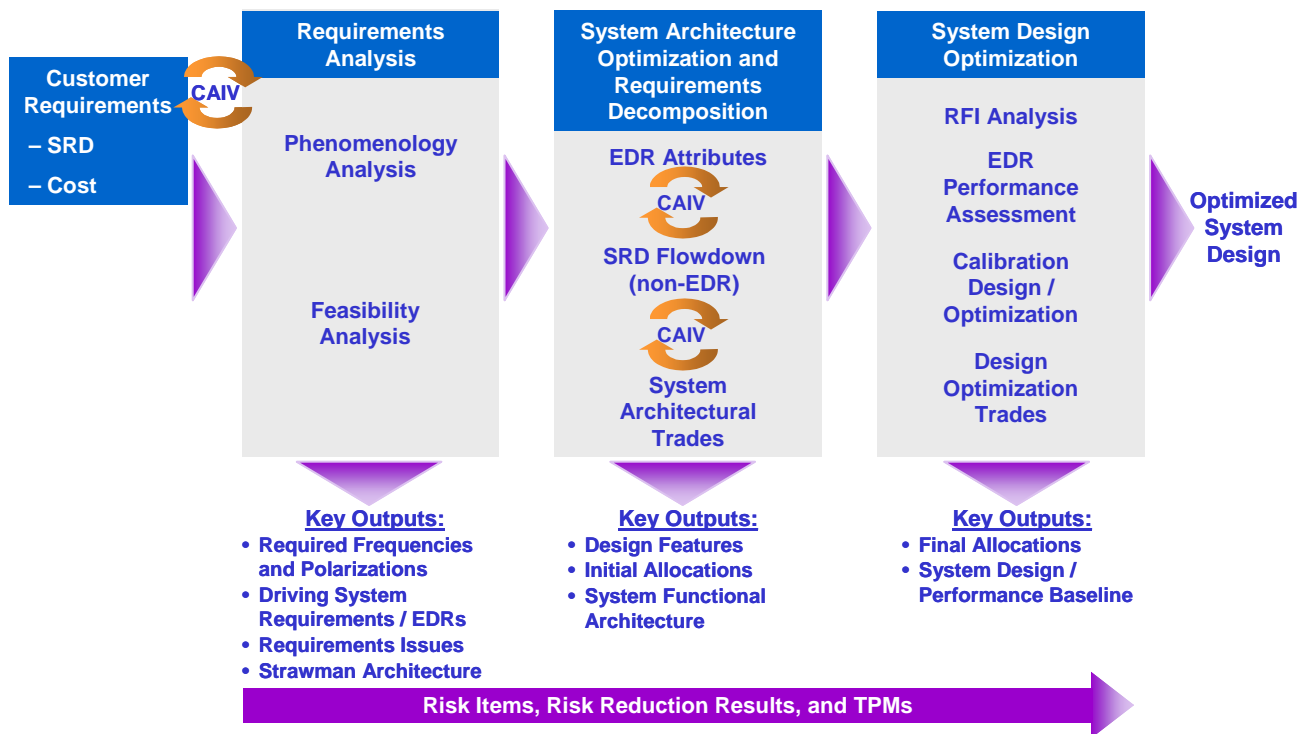 Customer
Requirements
– SRD
– Cost
CAIV
Requirements
Analysis
Phenomenology
Analysis
Feasibility
Analysis
Key Outputs:
• Required Frequencies
and Polarizations
• Driving System
Requirements / EDRs
• Requirements Issues
• Strawman Architecture
System Architecture
Optimization and
Requirements
Decomposition
EDR Attributes
CAIV
SRD Flowdown
(non-EDR)
CAIV
System
Architectural
Trades
Key Outputs:
• Design Features
• Initial Allocations
• System Functional
Architecture
System Design
Optimization
RFI Analysis
EDR
Performance
Assessment
Calibration
Design /
Optimization
Design
Optimization
Trades
Key Outputs:
• Final Allocations
• System Design /
Performance Baseline
Optimized
System
Design
Risk Items, Risk Reduction Results, and TPMs